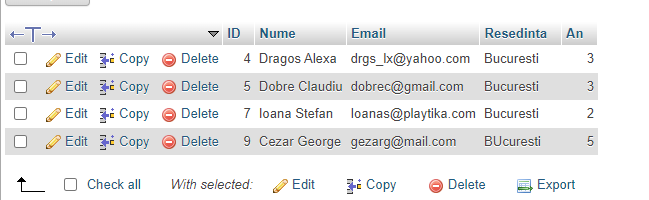 ID Nume Email Resedinta An
Edit Copy Delete 4 Dragos Alexa drgs_lx@yahoo.com Bucuresti 3
Edit Copy Delete 5 Dobre Claudiu dobrec@gmail.com Bucuresti 3
Edit Copy Delete 7 Ioana Stefan Ioanas@playtika.com Bucuresti 2
Edit Copy Delete 9 Cezar George gezarg@mail.com BUcuresti 5
Check all With selected: Edit Copy Delete Export